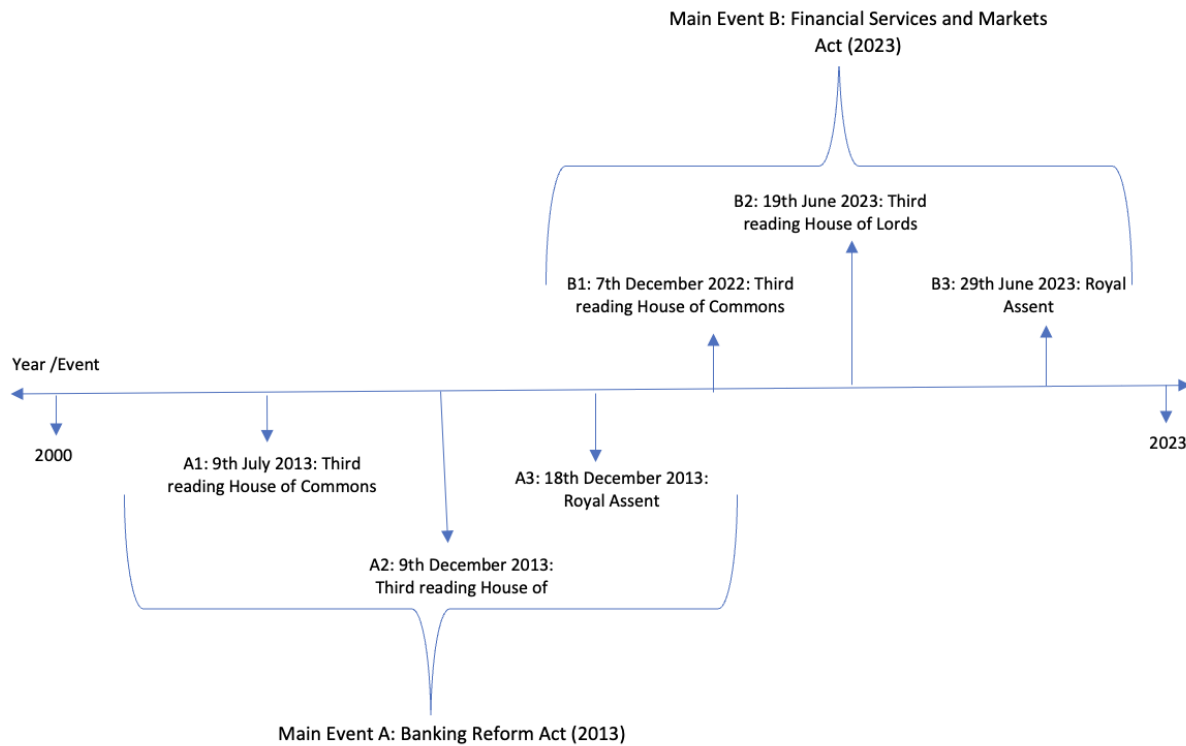 Main Event B: Financial Services and Markets
Act (2023)
B2: 19th June 2023: Third
reading House of Lords
B1: 7th December 2022: Third
reading House of Commons
B3: 29th June 2023: Royal
Assent
Year /Event
2000
2023
A1: 9th July 2013: Third
reading House of Commons
A3: 18th December 2013:
Royal Assent
A2: 9th December 2013:
Third reading House of
Main Event A: Banking Reform Act (2013)